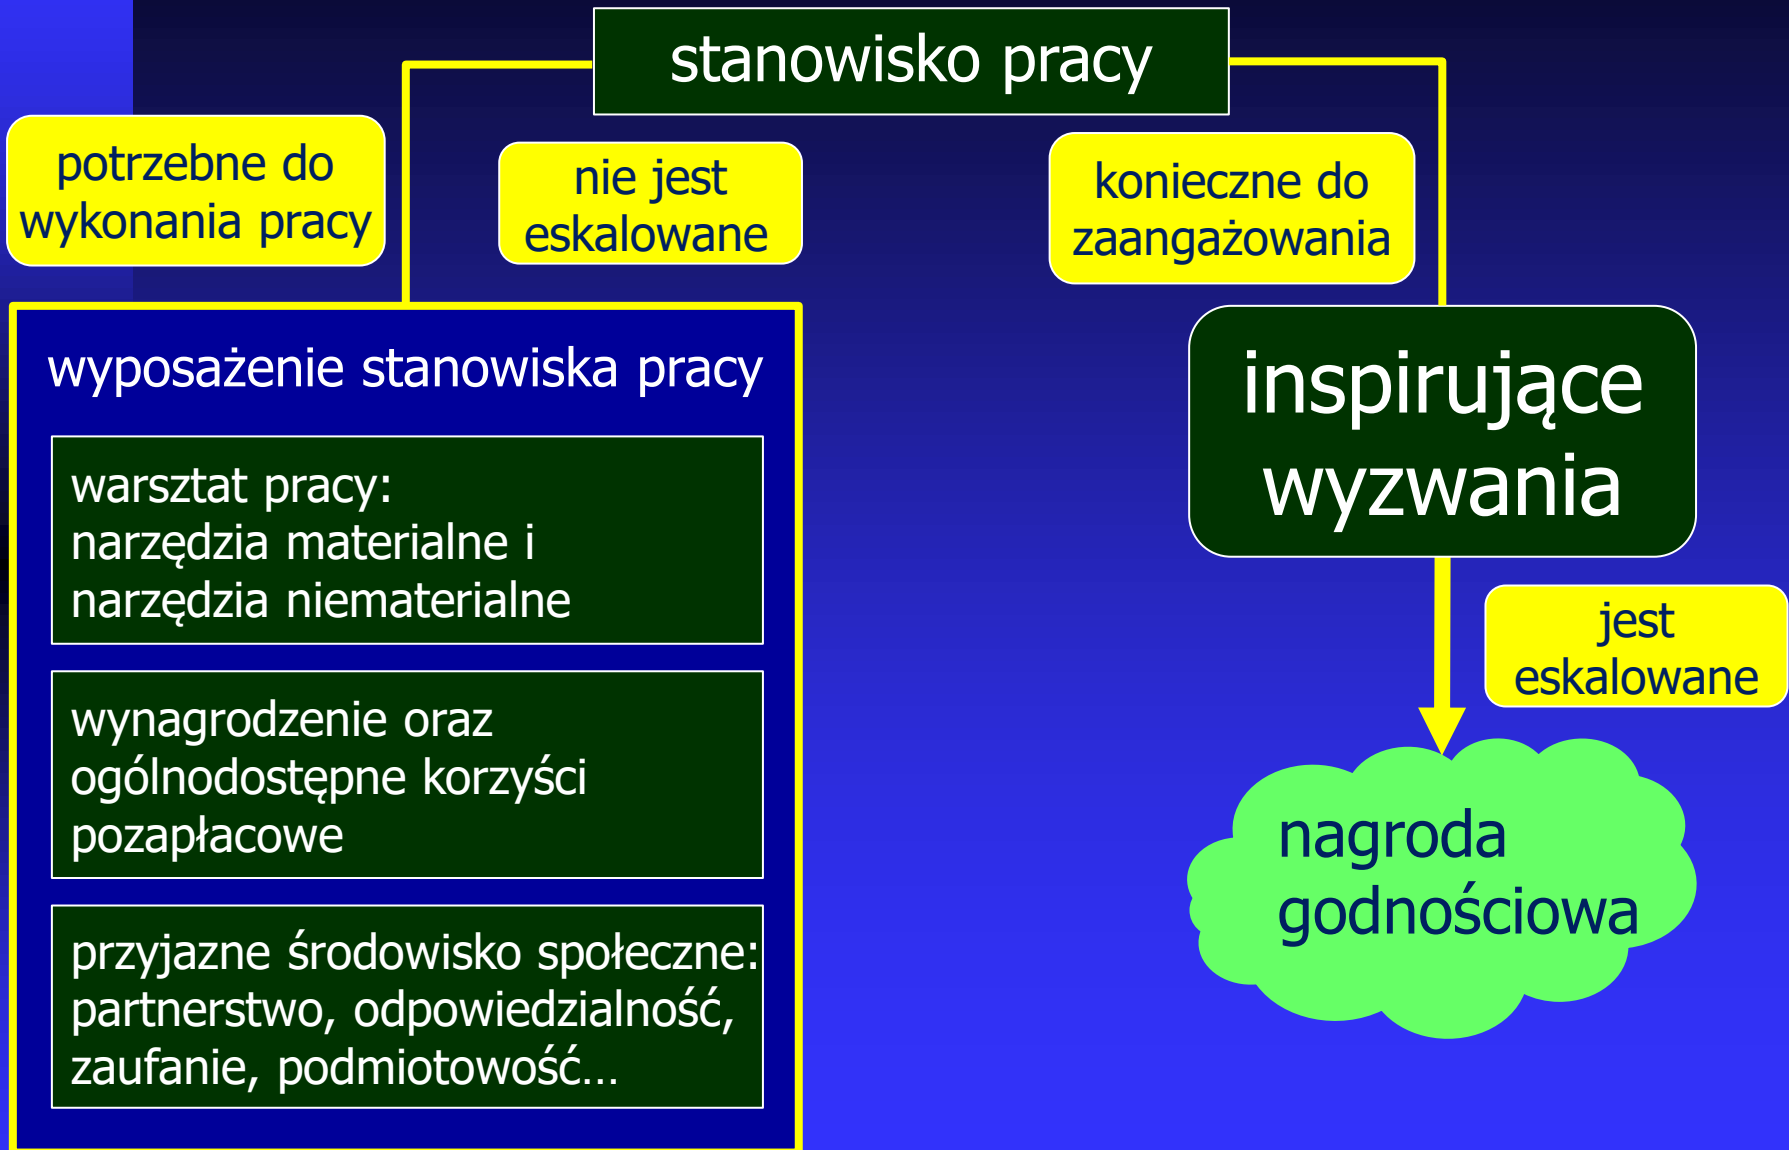 stanowisko pracy
potrzebne do
wykonania pracy
nie jest
eskalowane
konieczne do
zaangażowania
wyposażenie stanowiska pracy
warsztat pracy:
narzędzia materialne i
narzędzia niematerialne
wynagrodzenie oraz
ogólnodostępne korzyści
pozapłacowe
przyjazne środowisko społeczne:
partnerstwo, odpowiedzialność,
zaufanie, podmiotowość…
inspirujące
wyzwania
jest
eskalowane
nagroda
godnościowa